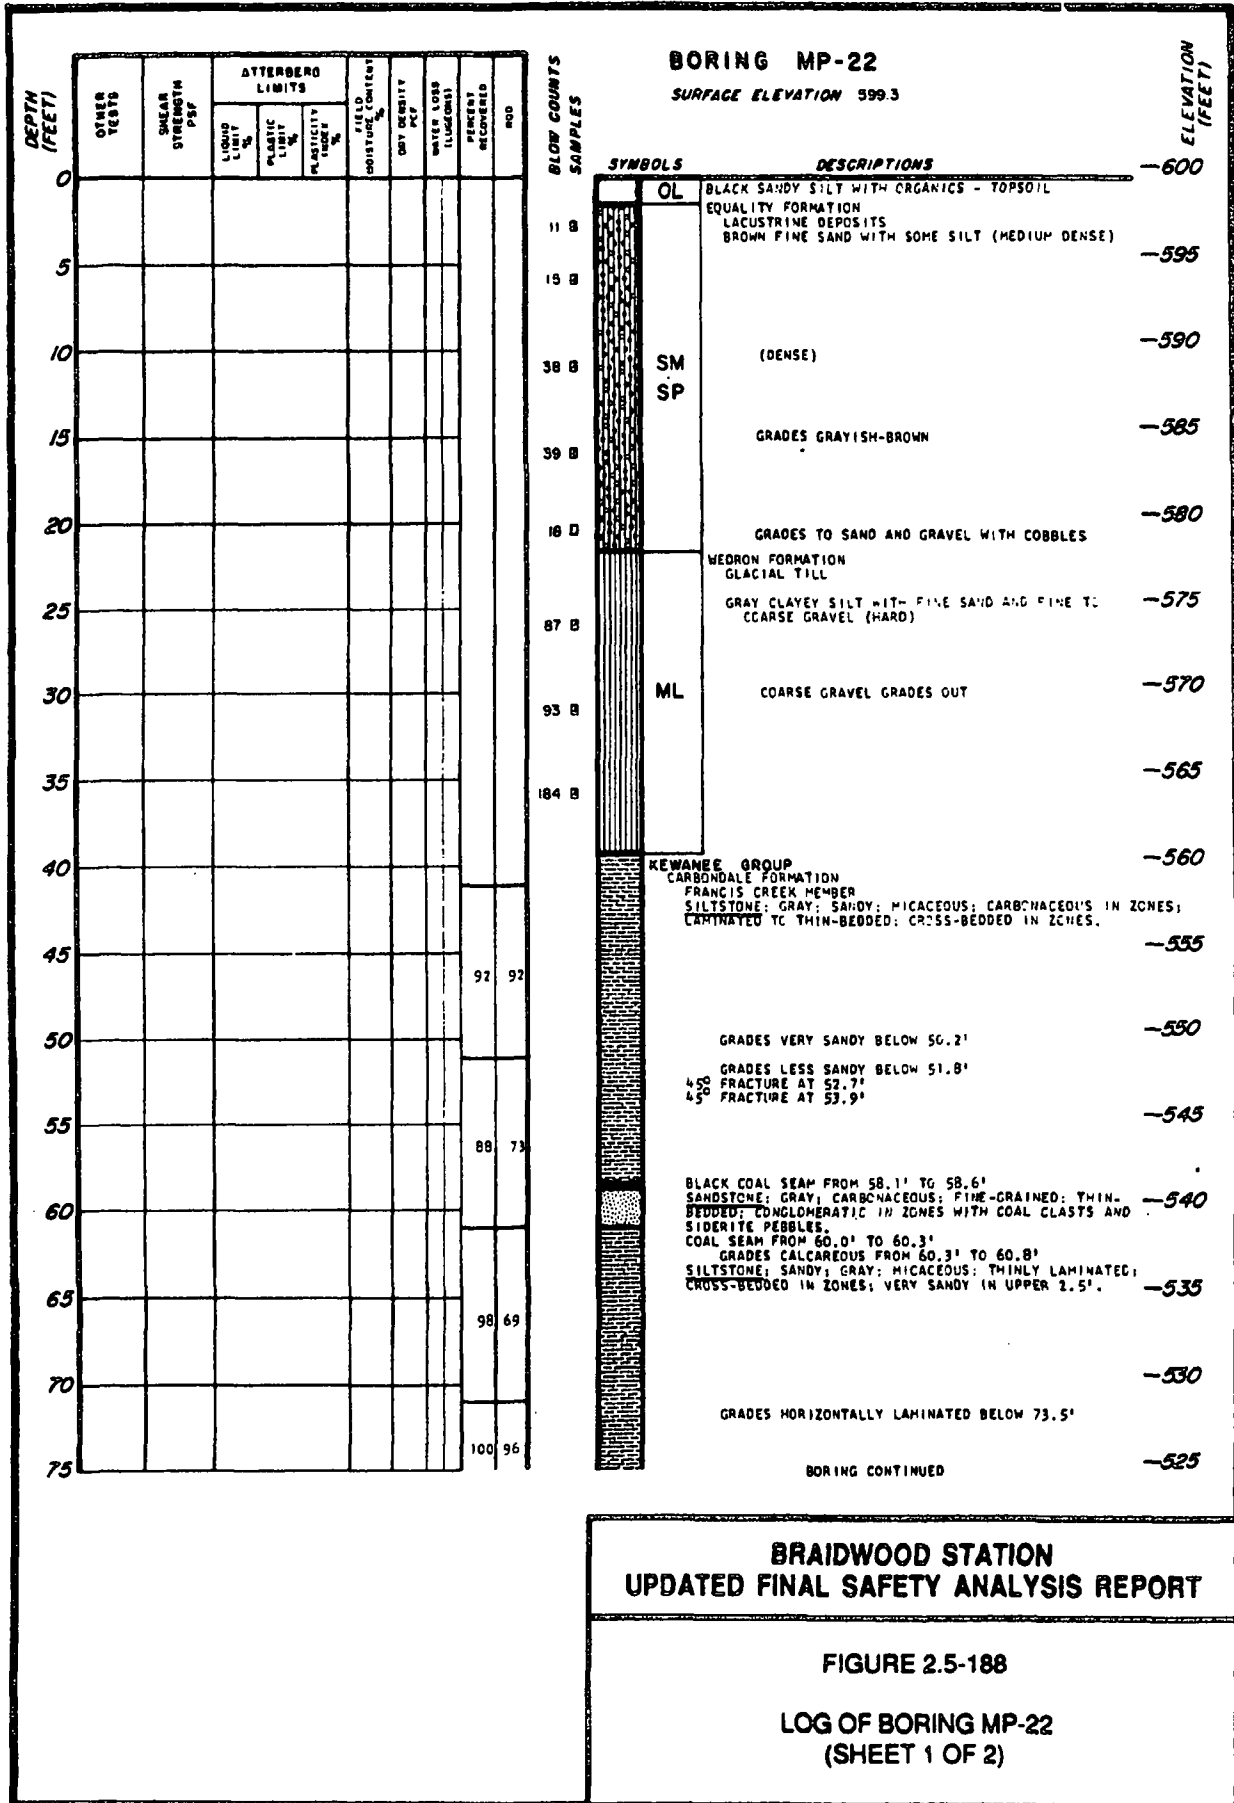 BORING MP-22
SURFACE ELEVATION 599.3
DEPTH (FEET)
OTHER TESTS
SHEAR STRENGTH PSF
ATTERBERG LIMITS
LIQUID LIMIT %
PLASTIC LIMIT %
PLASTICITY INDEX %
FIELD MOISTURE CONTENT %
DRY DENSITY PCF
WATER LOSS (LUGEONS)
PERCENT RECOVERED
RQD
BLOW COUNTS
SAMPLES
SYMBOLS
DESCRIPTIONS
ELEVATION (FEET)
0
—600
OL
BLACK SANDY SILT WITH ORGANICS - TOPSOIL
EQUALITY FORMATION
LACUSTRINE DEPOSITS
11
BROWN FINE SAND WITH SOME SILT (MEDIUM DENSE)
—595
5
15
—590
10
38
SM
SP
(DENSE)
—585
15
39
GRADES GRAYISH-BROWN
—580
20
18
GRADES TO SAND AND GRAVEL WITH COBBLES
WEDRON FORMATION
GLACIAL TILL
—575
25
GRAY CLAYEY SILT WITH FINE SAND AND FINE TO
COARSE GRAVEL (HARD)
87
—570
30
ML
COARSE GRAVEL GRADES OUT
93
—565
35
184
—560
40
KEWANEE GROUP
CARBONDALE FORMATION
FRANCIS CREEK MEMBER
SILTSTONE; GRAY; SANDY; MICACEOUS; CARBONACEOUS IN ZONES;
LAMINATED TO THIN-BEDDED; CROSS-BEDDED IN ZONES.
—555
45
92 92
—550
50
GRADES VERY SANDY BELOW 50.2'
GRADES LESS SANDY BELOW 51.8'
45° FRACTURE AT 52.7'
45° FRACTURE AT 53.9'
—545
55
88 73
BLACK COAL SEAM FROM 58.1' TO 58.6'
SANDSTONE; GRAY; CARBONACEOUS; FINE-GRAINED; THIN-
—540
BEDDED; CONGLOMERATIC IN ZONES WITH COAL CLASTS AND
60
SIDERITE PEBBLES.
COAL SEAM FROM 60.0' TO 60.3'
GRADES CALCAREOUS FROM 60.3' TO 60.8'
SILTSTONE; SANDY; GRAY; MICACEOUS; THINLY LAMINATED;
CROSS-BEDDED IN ZONES; VERY SANDY IN UPPER 2.5'.
—535
65
98 69
—530
70
GRADES HORIZONTALLY LAMINATED BELOW 73.5'
100 96
—525
75
BORING CONTINUED
BRAIDWOOD STATION
UPDATED FINAL SAFETY ANALYSIS REPORT
FIGURE 2.5-188
LOG OF BORING MP-22
(SHEET 1 OF 2)